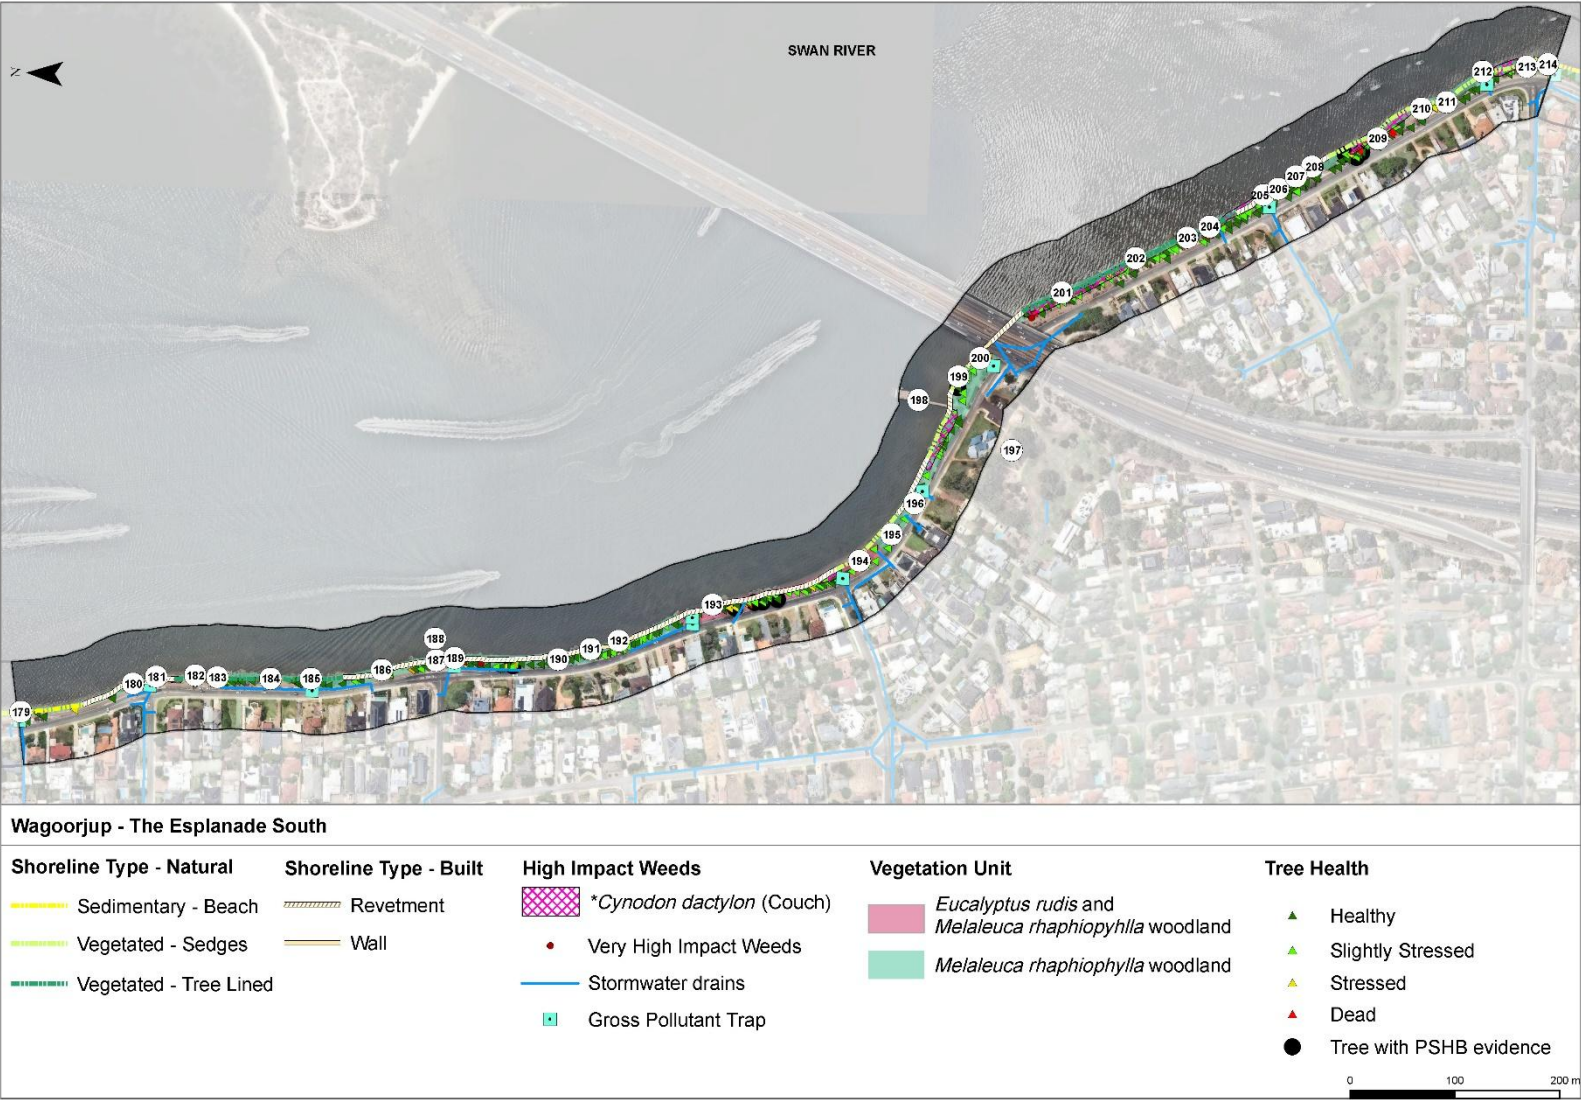 SWAN RIVER
N
213
214
212
211
210
209
208
207
206
205
204
203
202
201
200
199
198
197
196
195
194
193
188
192
191
190
189
187
186
185
184
183
182
181
180
179
Wagoorjup - The Esplanade South
Shoreline Type - Natural
Sedimentary - Beach
Vegetated - Sedges
Vegetated - Tree Lined
Shoreline Type - Built
Revetment
Wall
High Impact Weeds
*Cynodon dactylon (Couch)
Very High Impact Weeds
Stormwater drains
Gross Pollutant Trap
Vegetation Unit
Eucalyptus rudis and
Melaleuca rhaphiopyhlla woodland
Melaleuca rhaphiophylla woodland
Tree Health
Healthy
Slightly Stressed
Stressed
Dead
Tree with PSHB evidence
0 100 200 m